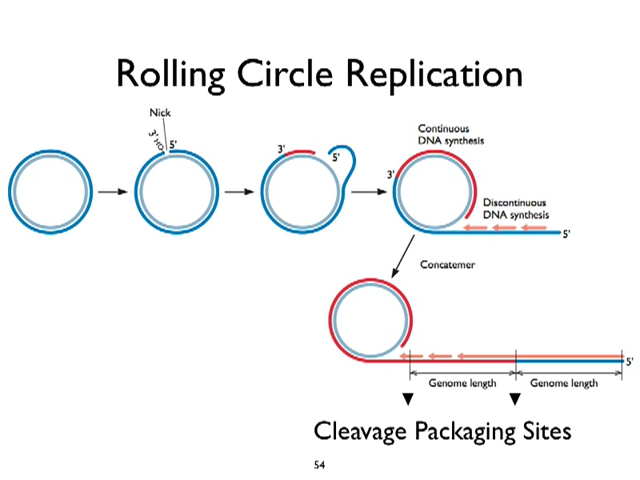 Rolling Circle Replication
Nick
3' HO
5'
3'
5'
Continuous
DNA synthesis
3'
Discontinuous
DNA synthesis
5'
Concatemer
5'
Genome length
Genome length
Cleavage Packaging Sites
54